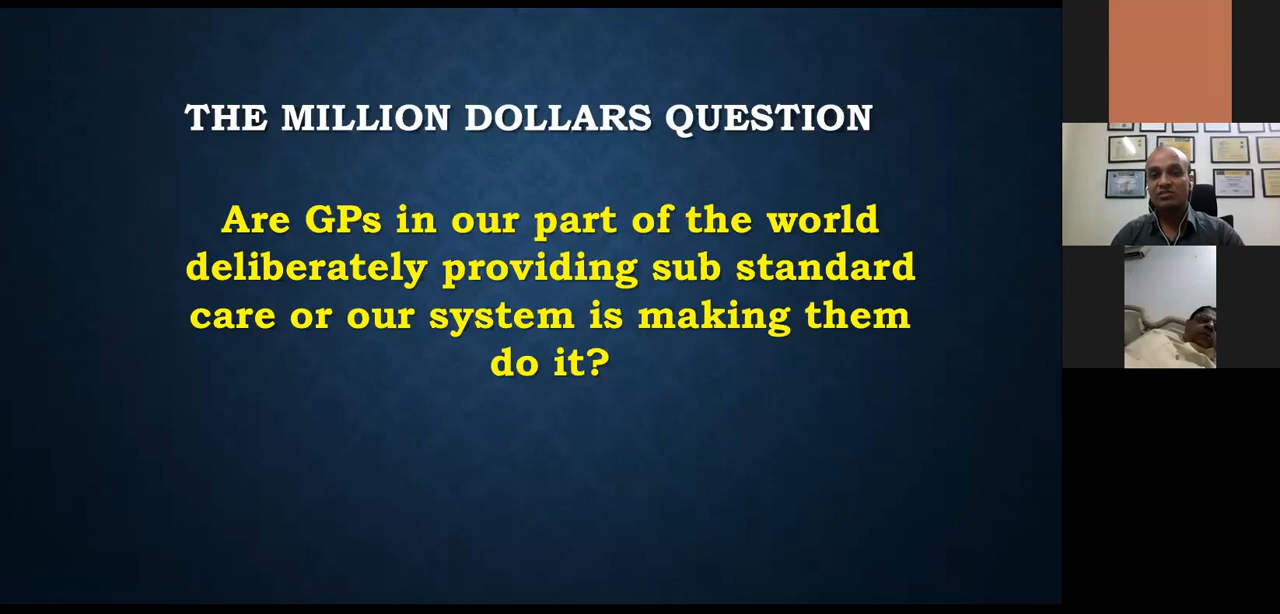 THE MILLION DOLLARS QUESTION
Are GPs in our part of the world
deliberately providing sub standard
care or our system is making them
do it?